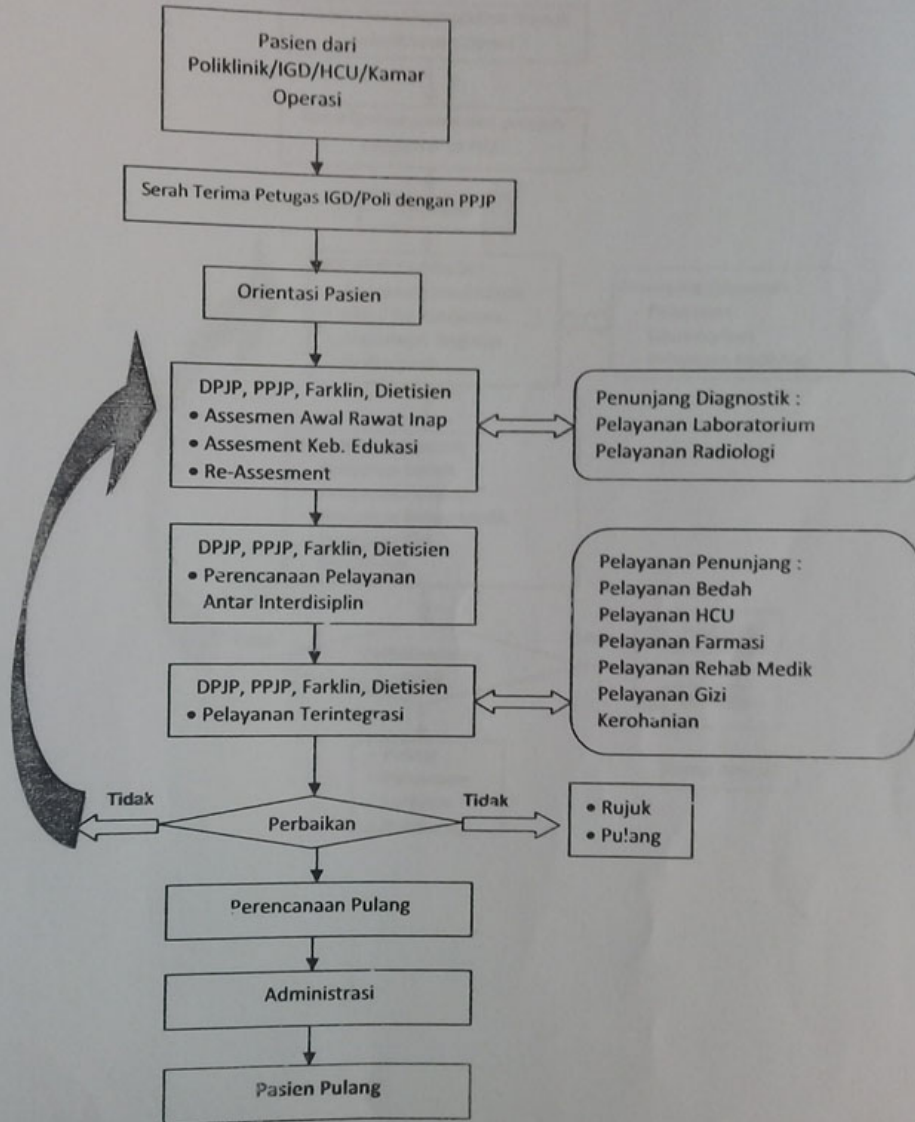 Pasien dari
Poliklinik/IGD/HCU/Kamar
Operasi
Serah Terima Petugas IGD/Poli dengan PPJP
Orientasi Pasien
DPJP, PPJP, Farklin, Dietisien
• Assesmen Awal Rawat Inap
• Assesment Keb. Edukasi
• Re-Assesment
Penunjang Diagnostik :
Pelayanan Laboratorium
Pelayanan Radiologi
DPJP, PPJP, Farklin, Dietisien
• Perencanaan Pelayanan
Antar Interdisiplin
Pelayanan Penunjang :
Pelayanan Bedah
Pelayanan HCU
Pelayanan Farmasi
Pelayanan Rehab Medik
Pelayanan Gizi
Kerohanian
DPJP, PPJP, Farklin, Dietisien
• Pelayanan Terintegrasi
Tidak
Perbaikan
Tidak
• Rujuk
• Pulang
Perencanaan Pulang
Administrasi
Pasien Pulang